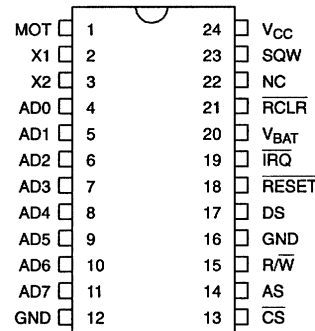 MOT 1 24 VCC
X1 2 23 SQW
X2 3 22 NC
AD0 4 21 RCLR
AD1 5 20 VBAT
AD2 6 19 IRQ
AD3 7 18 RESET
AD4 8 17 DS
AD5 9 16 GND
AD6 10 15 R/W
AD7 11 14 AS
GND 12 13 CS